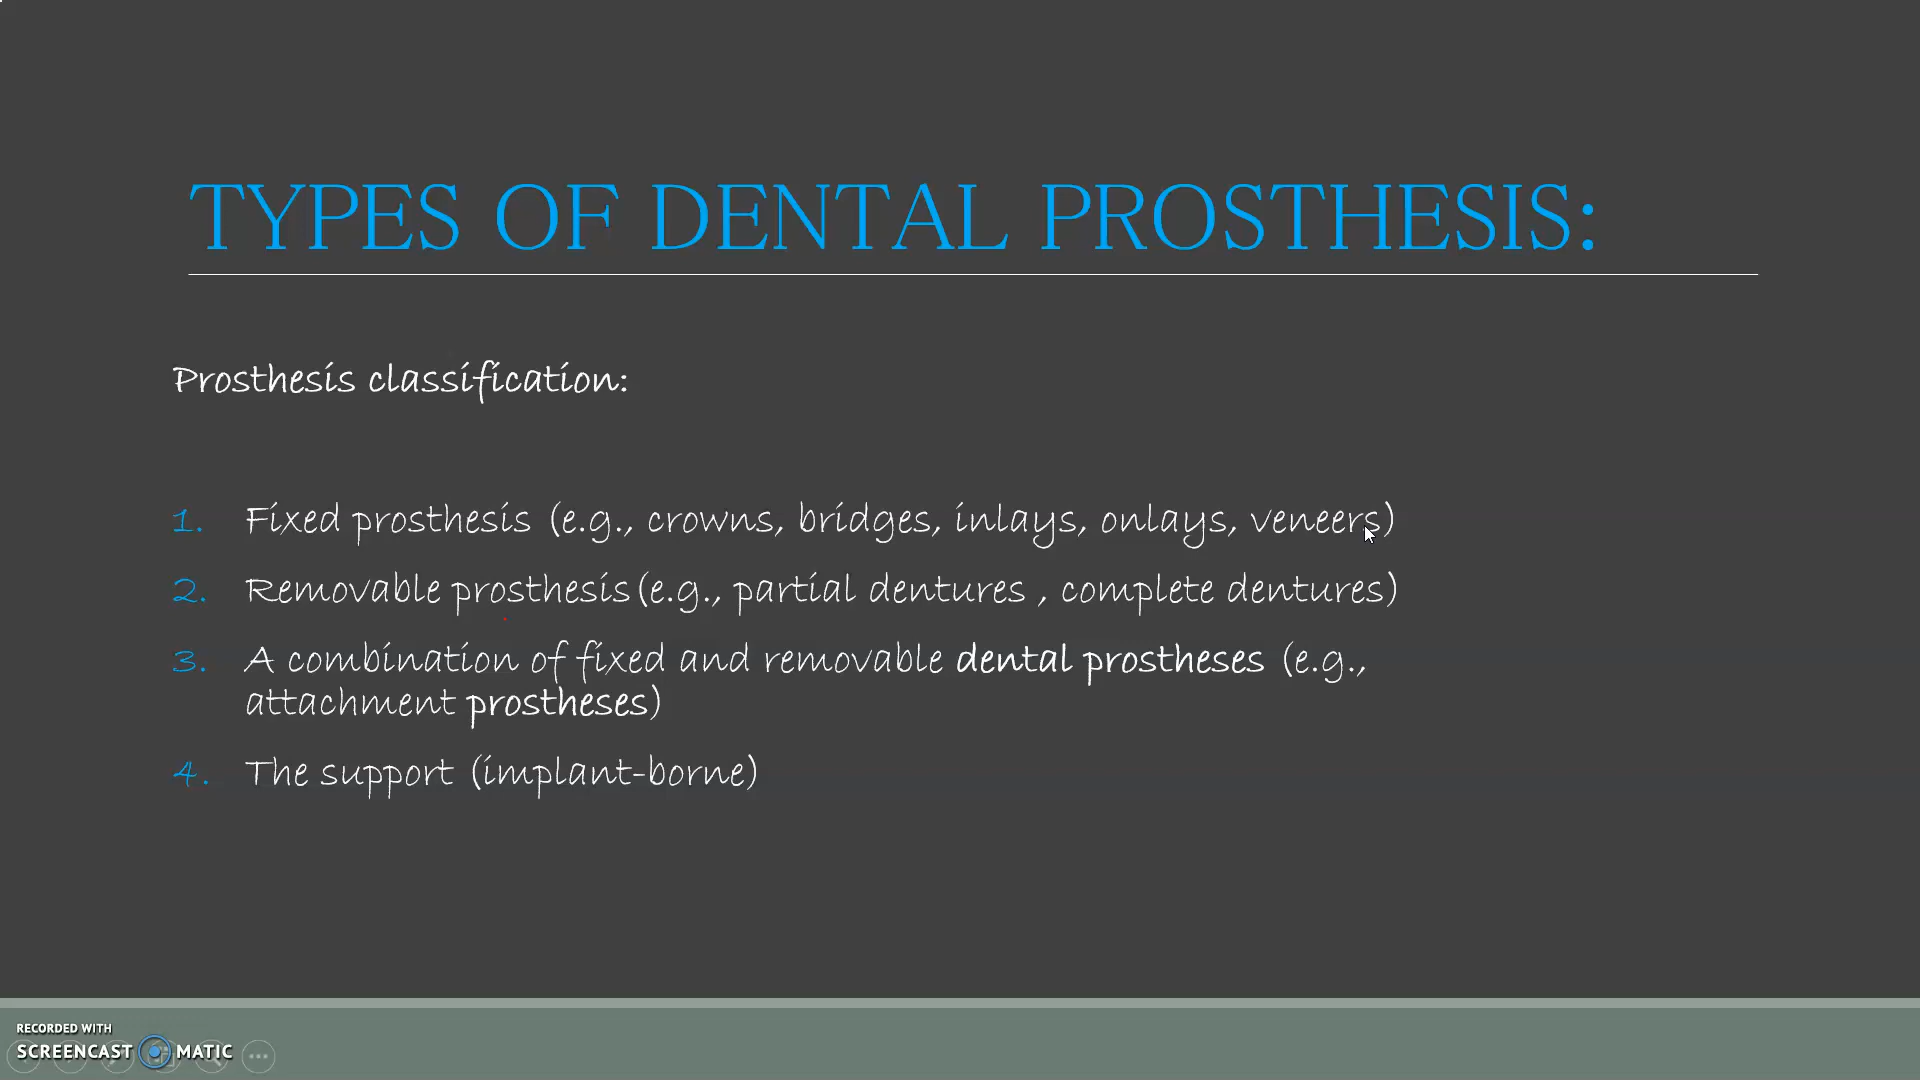 TYPES OF DENTAL PROSTHESIS:
Prosthesis classification:
1. Fixed prosthesis (e.g., crowns, bridges, inlays, onlays, veneers)
2. Removable prosthesis(e.g., partial dentures , complete dentures)
3. A combination of fixed and removable dental prostheses (e.g.,
attachment prostheses)
4. The support (implant-borne)
RECORDED WITH
SCREENCAST MATIC